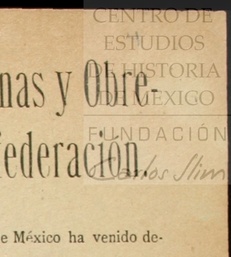 CENTRO DE
ESTUDIOS
DE HISTORIA
DE MÉXICO
FUNDACIÓN
Carlos Slim
nas y Obre-
federación.
e México ha venido de-